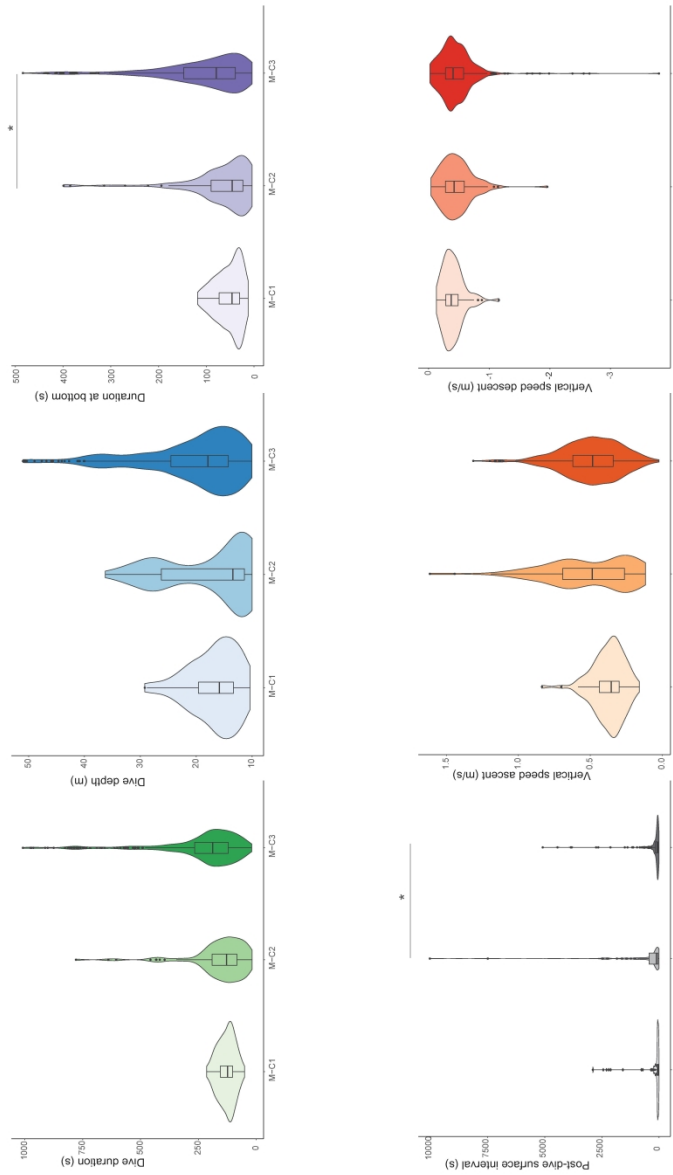 Dive duration (s)
1000
750
500
250
0
M-C1
M-C2
M-C3
Dive depth (m)
50
40
30
20
10
M-C1
M-C2
M-C3
Duration at bottom (s)
500
400
300
200
100
0
*
M-C1
M-C2
M-C3
Post-dive surface interval (s)
10000
7500
5000
2500
0
*
Vertical speed ascent (m/s)
1.5
1.0
0.5
0.0
Vertical speed descent (m/s)
0
-1
-2
-3